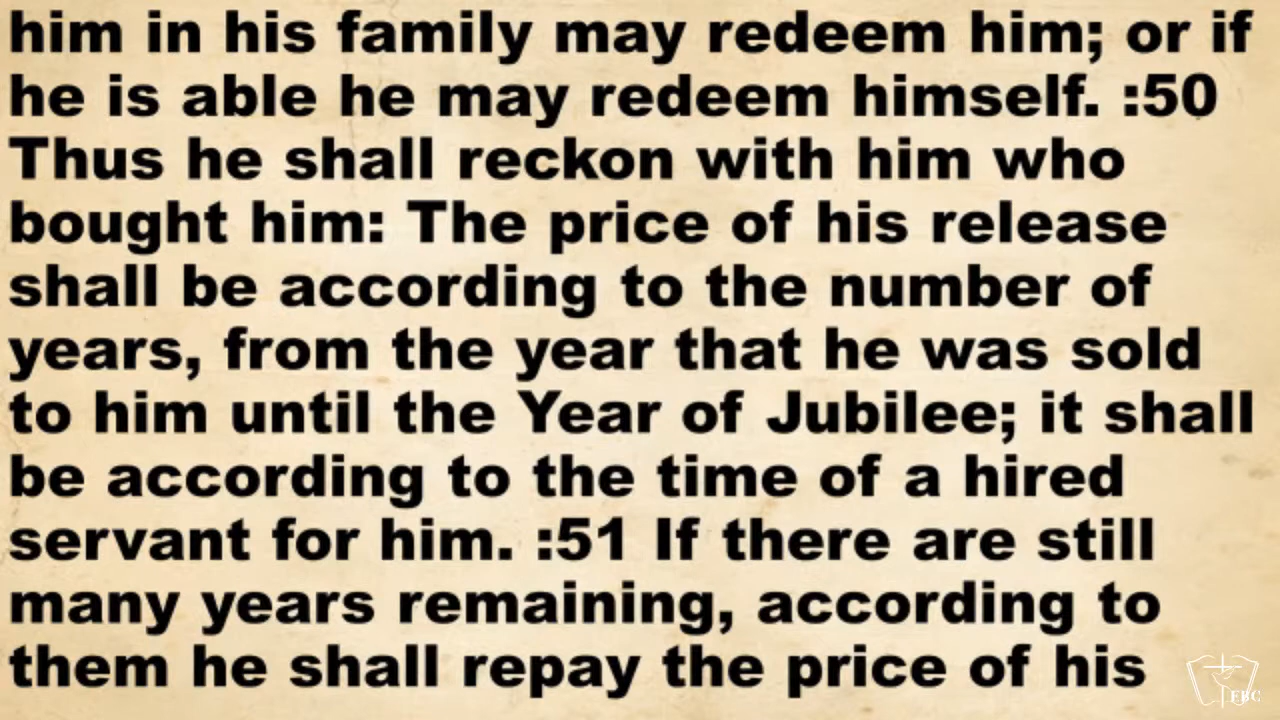 him in his family may redeem him; or if
he is able he may redeem himself. :50
Thus he shall reckon with him who
bought him: The price of his release
shall be according to the number of
years, from the year that he was sold
to him until the Year of Jubilee; it shall
be according to the time of a hired
servant for him. :51 If there are still
many years remaining, according to
them he shall repay the price of his